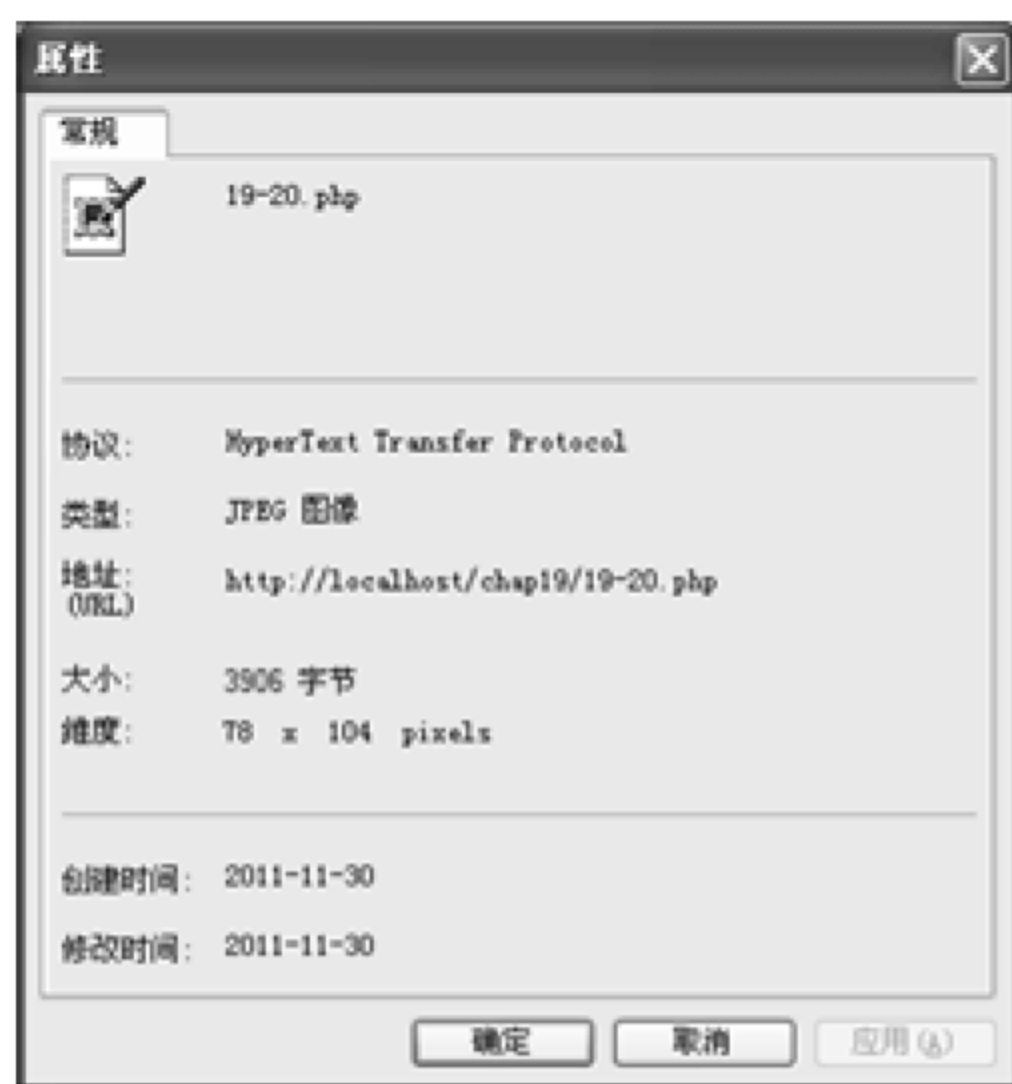 属性
常规
19-20.php
协议: HyperText Transfer Protocol
类型: JPEG 图像
地址: http://localhost/chap19/19-20.php
(URL)
大小: 3906 字节
维度: 78 x 104 pixels
创建时间: 2011-11-30
修改时间: 2011-11-30
确定 取消 应用(A)